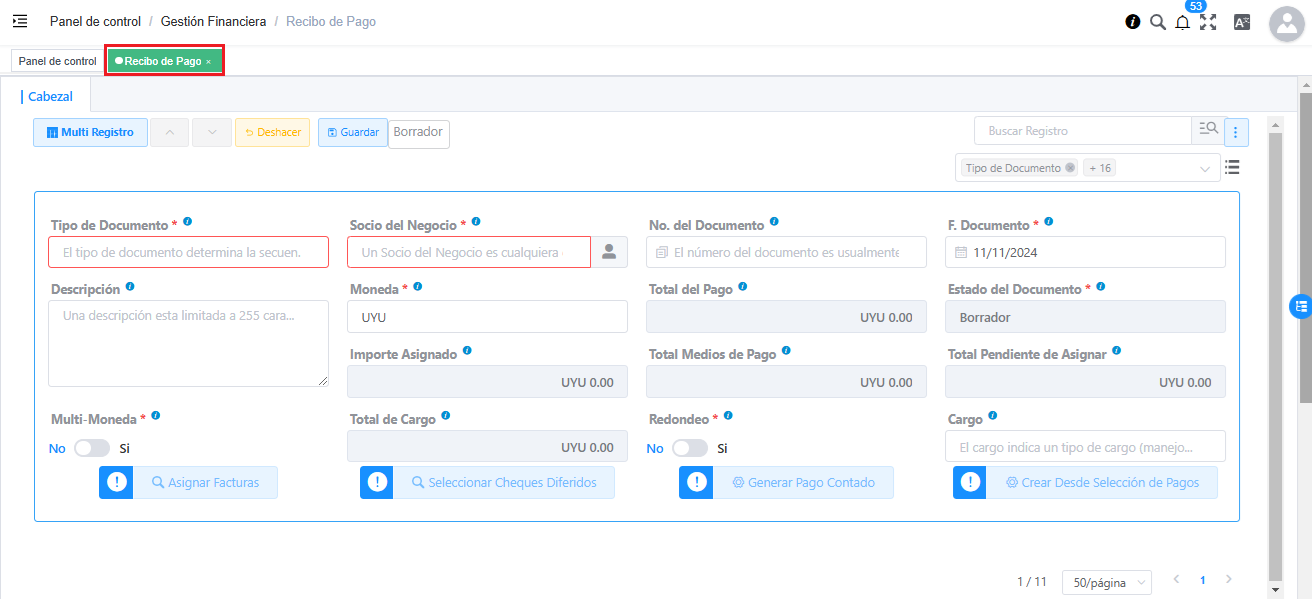 Panel de control / Gestión Financiera / Recibo de Pago
53
Panel de control
Recibo de Pago ×
Cabezal
Multi Registro
Deshacer
Guardar
Borrador
Buscar Registro
Tipo de Documento
+ 16
Tipo de Documento *
Socio del Negocio *
No. del Documento
F. Documento *
El tipo de documento determina la secuen.
Un Socio del Negocio es cualquiera
El número del documento es usualmente
11/11/2024
Descripción
Moneda *
Total del Pago
Estado del Documento *
Una descripción esta limitada a 255 cara...
UYU
UYU 0.00
Borrador
Importe Asignado
Total Medios de Pago
Total Pendiente de Asignar
UYU 0.00
UYU 0.00
UYU 0.00
Multi-Moneda *
Total de Cargo
Redondeo *
Cargo
No
Si
UYU 0.00
No
Si
El cargo indica un tipo de cargo (manejo...
! Asignar Facturas
! Seleccionar Cheques Diferidos
! Generar Pago Contado
! Crear Desde Selección de Pagos
1 / 11
50/página
1